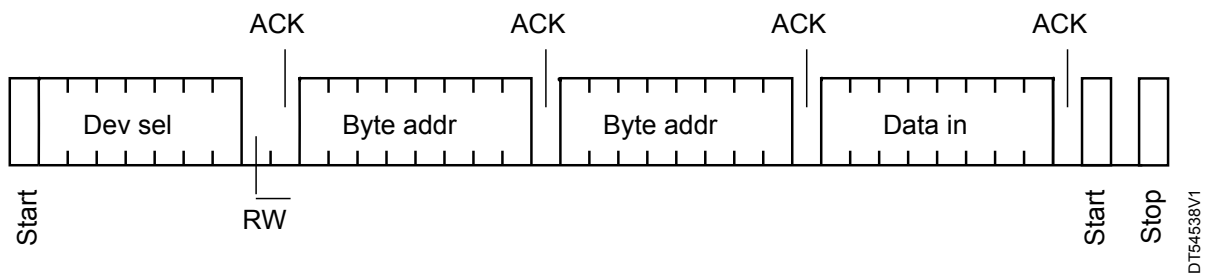 ACK ACK ACK ACK
Dev sel Byte addr Byte addr Data in
RW
Start
Start
Stop
DT54538V1